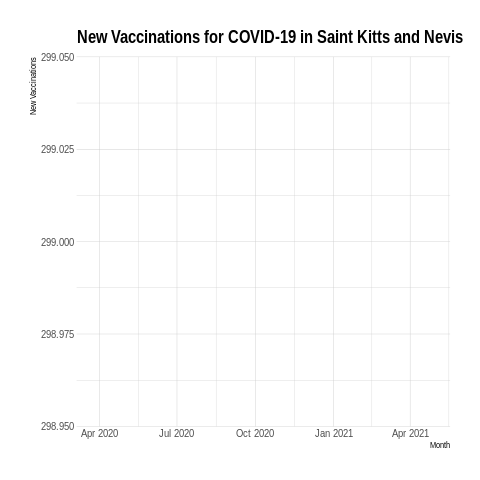 New Vaccinations for COVID-19 in Saint Kitts and Nevis
New Vaccinations
299.050
299.025
299.000
298.975
298.950
Apr 2020 Jul 2020 Oct 2020 Jan 2021 Apr 2021
Month